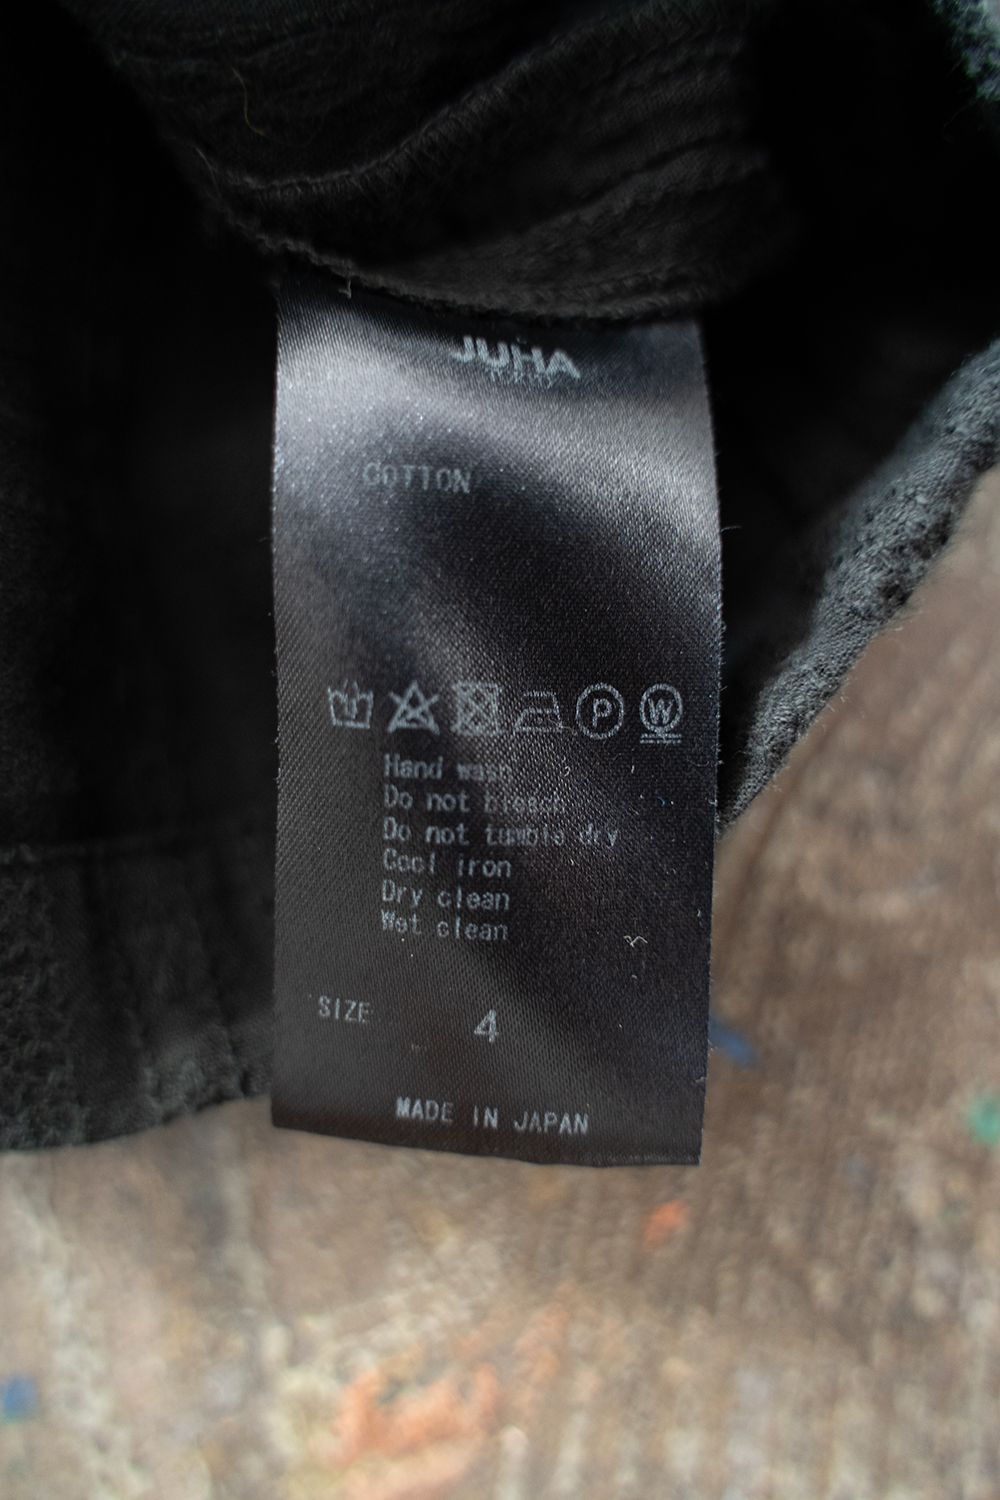 JUHA
COTTON
P W
Hand wash
Do not bleach
Do not tumble dry
Cool iron
Dry clean
Wet clean
SIZE 4
MADE IN JAPAN